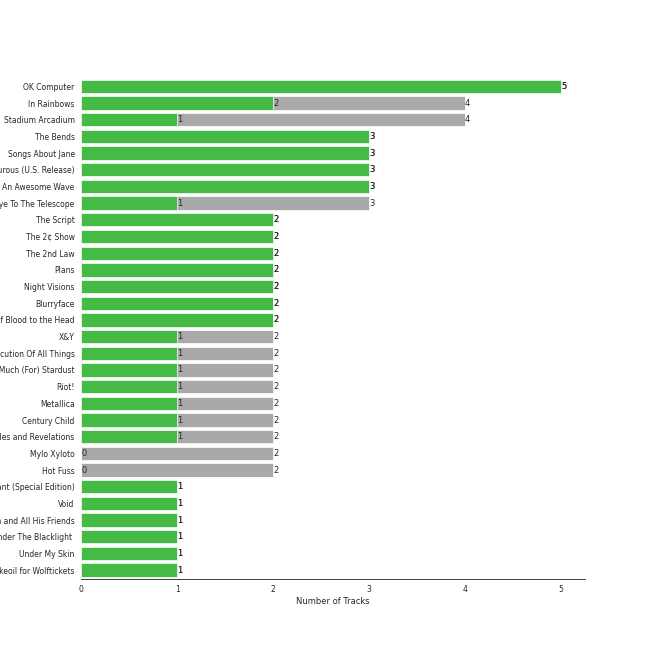 OK Computer 5
In Rainbows 2 4
Stadium Arcadium 1 4
The Bends 3
Songs About Jane 3
(U.S. Release) 3
An Awesome Wave 3
To The Telescope 1 3
The Script 2
The 2¢ Show 2
The 2nd Law 2
Plans 2
Night Visions 2
Blurryface 2
f Blood to the Head 2
X&Y 1 2
cution Of All Things 1 2
Much (For) Stardust 1 2
Riot! 1 2
Metallica 1 2
Century Child 1 2
les and Revelations 1 2
Mylo Xyloto 0 2
Hot Fuss 0 2
(Special Edition) 1
Void 1
and All His Friends 1
nder The Blacklight 1
Under My Skin 1
keoil for Wolftickets 1
0 1 2 3 4 5
Number of Tracks